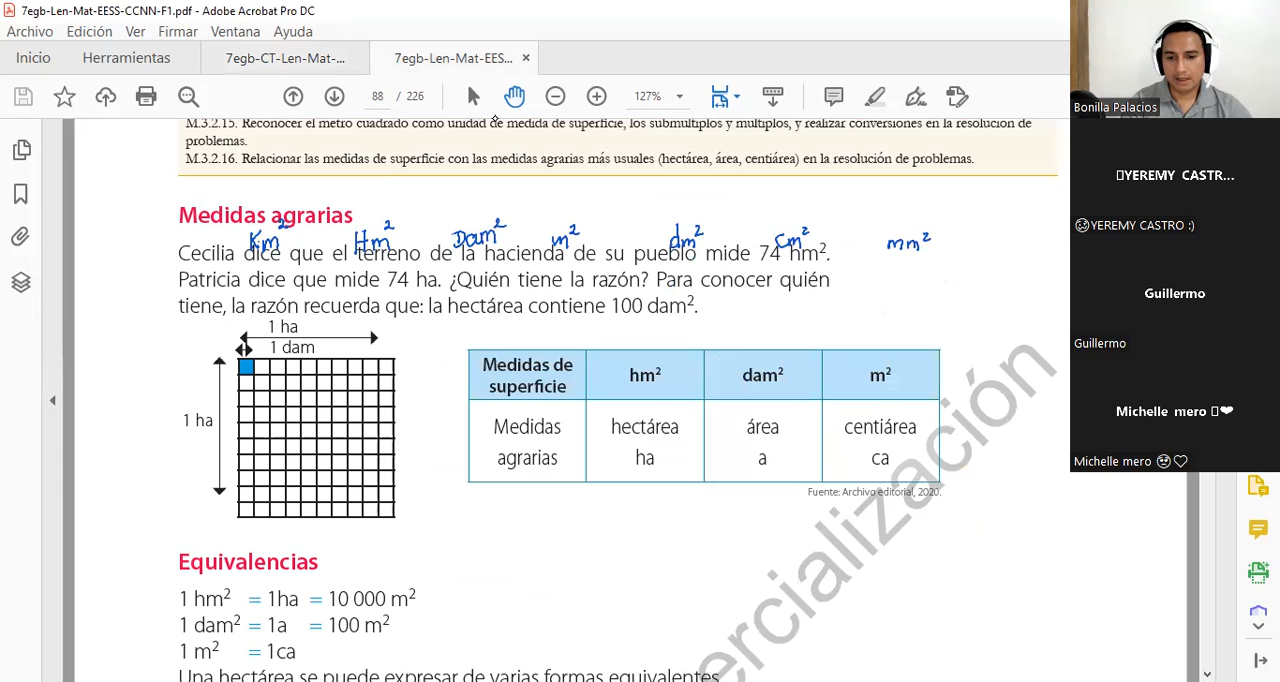 7egb-Len-Mat-EESS-CCNN-F1.pdf - Adobe Acrobat Pro DC
Archivo Edición Ver Firmar Ventana Ayuda
Inicio Herramientas 7egb-CT-Len-Mat-... 7egb-Len-Mat-EES... ×
88 / 226 127%
M.3.2.15. Reconocer el metro cuadrado como unidad de medida de superficie, los submúltiplos y múltiplos, y realizar conversiones en la resolución de
problemas.
M.3.2.16. Relacionar las medidas de superficie con las medidas agrarias más usuales (hectárea, área, centiárea) en la resolución de problemas.
Medidas agrarias
Km² Hm² Dam² m² dm² cm² mm²
Cecilia dice que el terreno de la hacienda de su pueblo mide 74 hm².
Patricia dice que mide 74 ha. ¿Quién tiene la razón? Para conocer quién
tiene, la razón recuerda que: la hectárea contiene 100 dam².
1 ha
1 dam
1 ha
Medidas de superficie hm² dam² m²
Medidas hectárea área centiárea
agrarias ha a ca
Fuente: Archivo editorial, 2020.
Equivalencias
1 hm² = 1ha = 10 000 m²
1 dam² = 1a = 100 m²
1 m² = 1ca
Una hectárea se puede expresar de varias formas equivalentes
ercialización
Bonilla Palacios
YEREMY CASTR...
YEREMY CASTRO :)
Guillermo
Guillermo
Michelle mero
Michelle mero